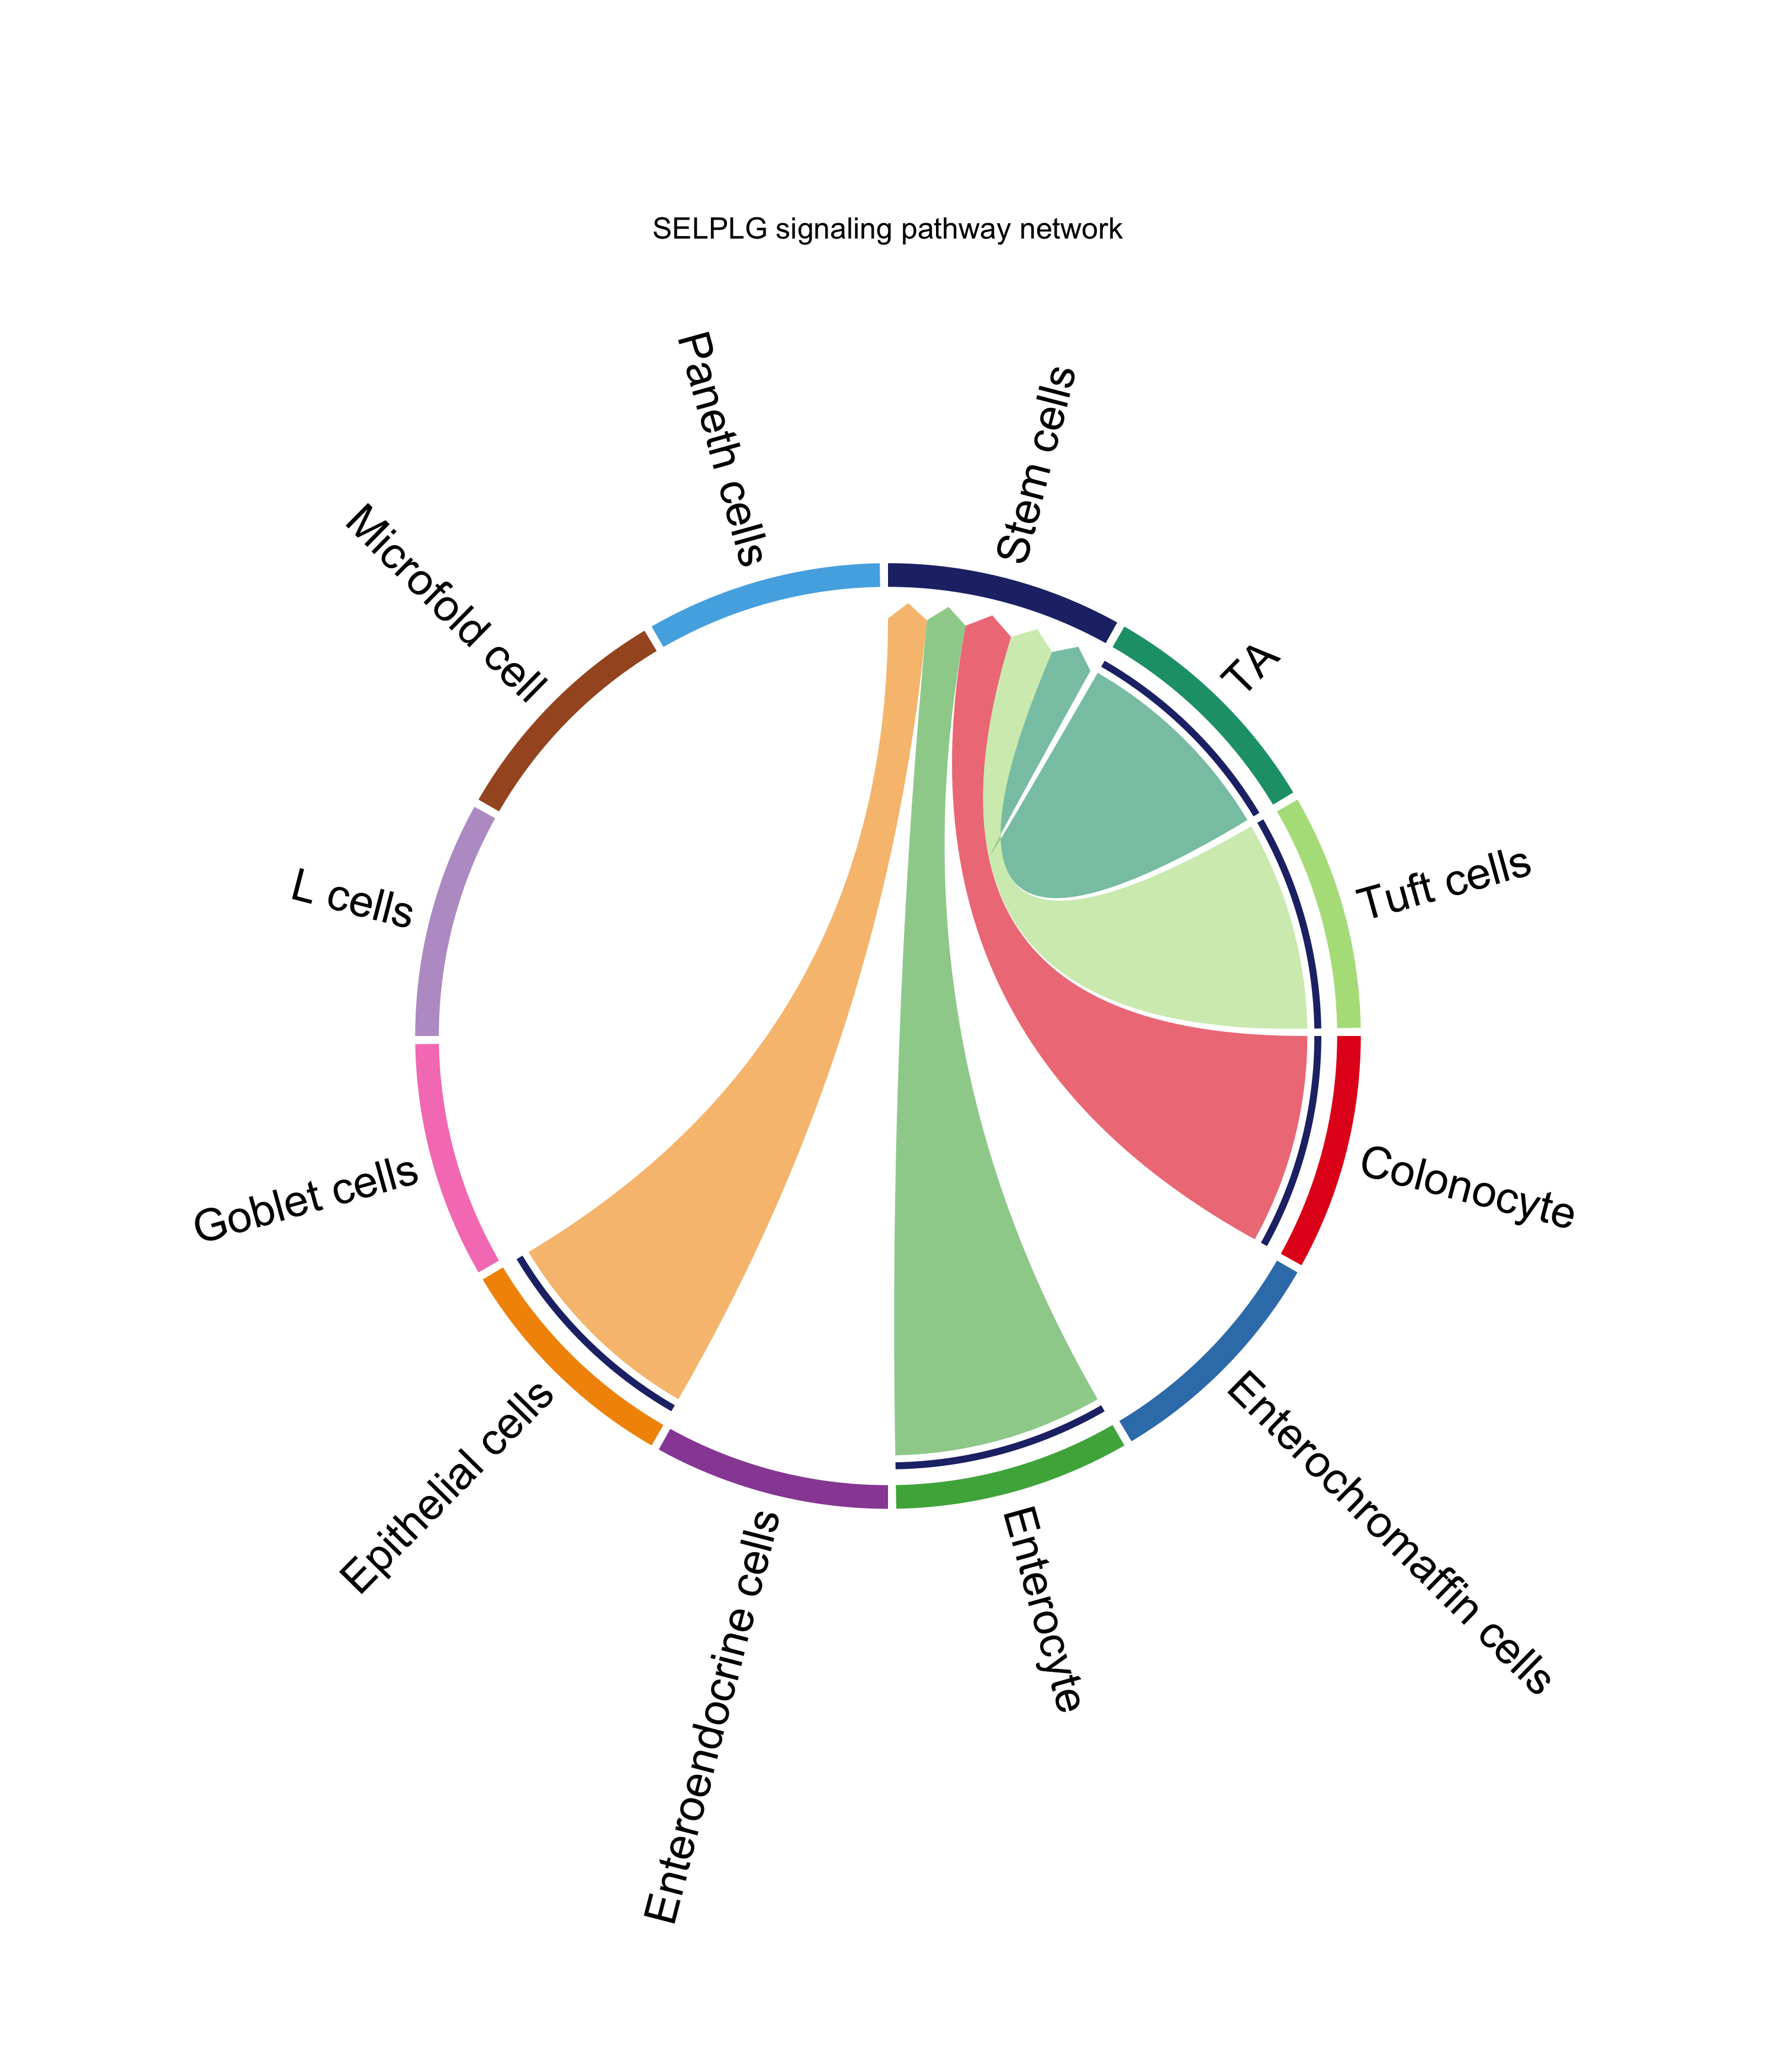 SELPLG signaling pathway network
Stem cells
TA
Tuft cells
Colonocyte
Enterochromaffin cells
Enterocyte
Enteroendocrine cells
Epithelial cells
Goblet cells
L cells
Microfold cell
Paneth cells